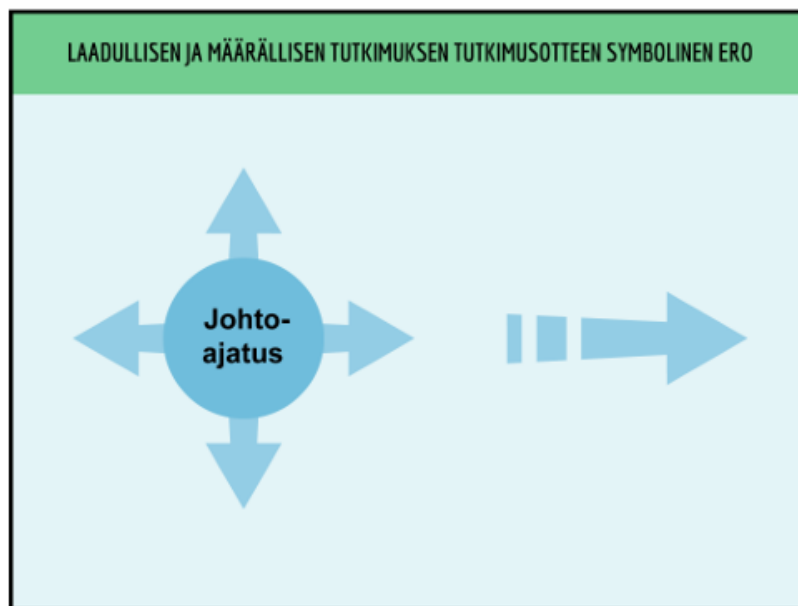 LAADULLISEN JA MÄÄRÄLLISEN TUTKIMUKSEN TUTKIMUSOTTEEN SYMBOLINEN ERO
Johto-
ajatus